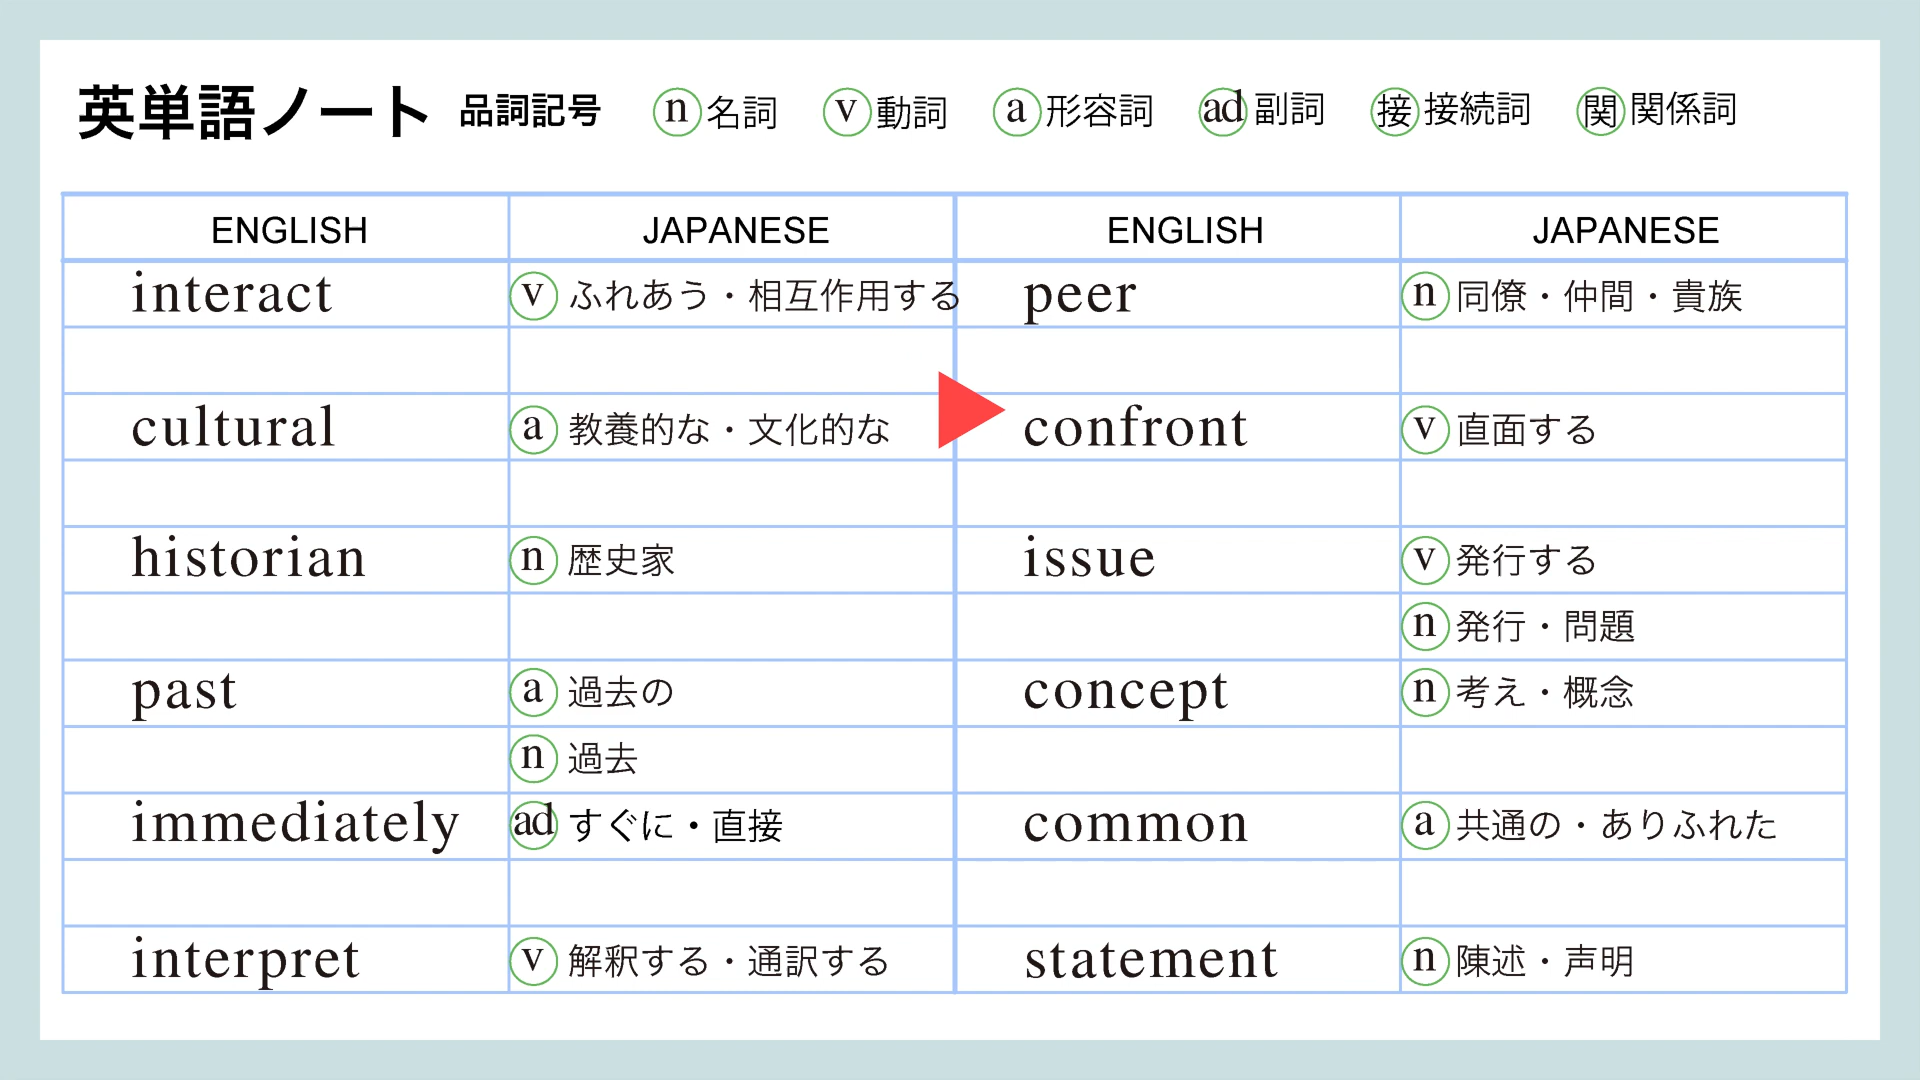 英単語ノート 品詞記号 n 名詞 v 動詞 a 形容詞 ad 副詞 接 接続詞 関 関係詞
ENGLISH JAPANESE ENGLISH JAPANESE
interact v ふれあう・相互作用する peer n 同僚・仲間・貴族
cultural a 教養的な・文化的な confront v 直面する
historian n 歴史家 issue v 発行する
n 発行・問題
past a 過去の concept n 考え・概念
n 過去
immediately ad すぐに・直接 common a 共通の・ありふれた
interpret v 解釈する・通訳する statement n 陳述・声明